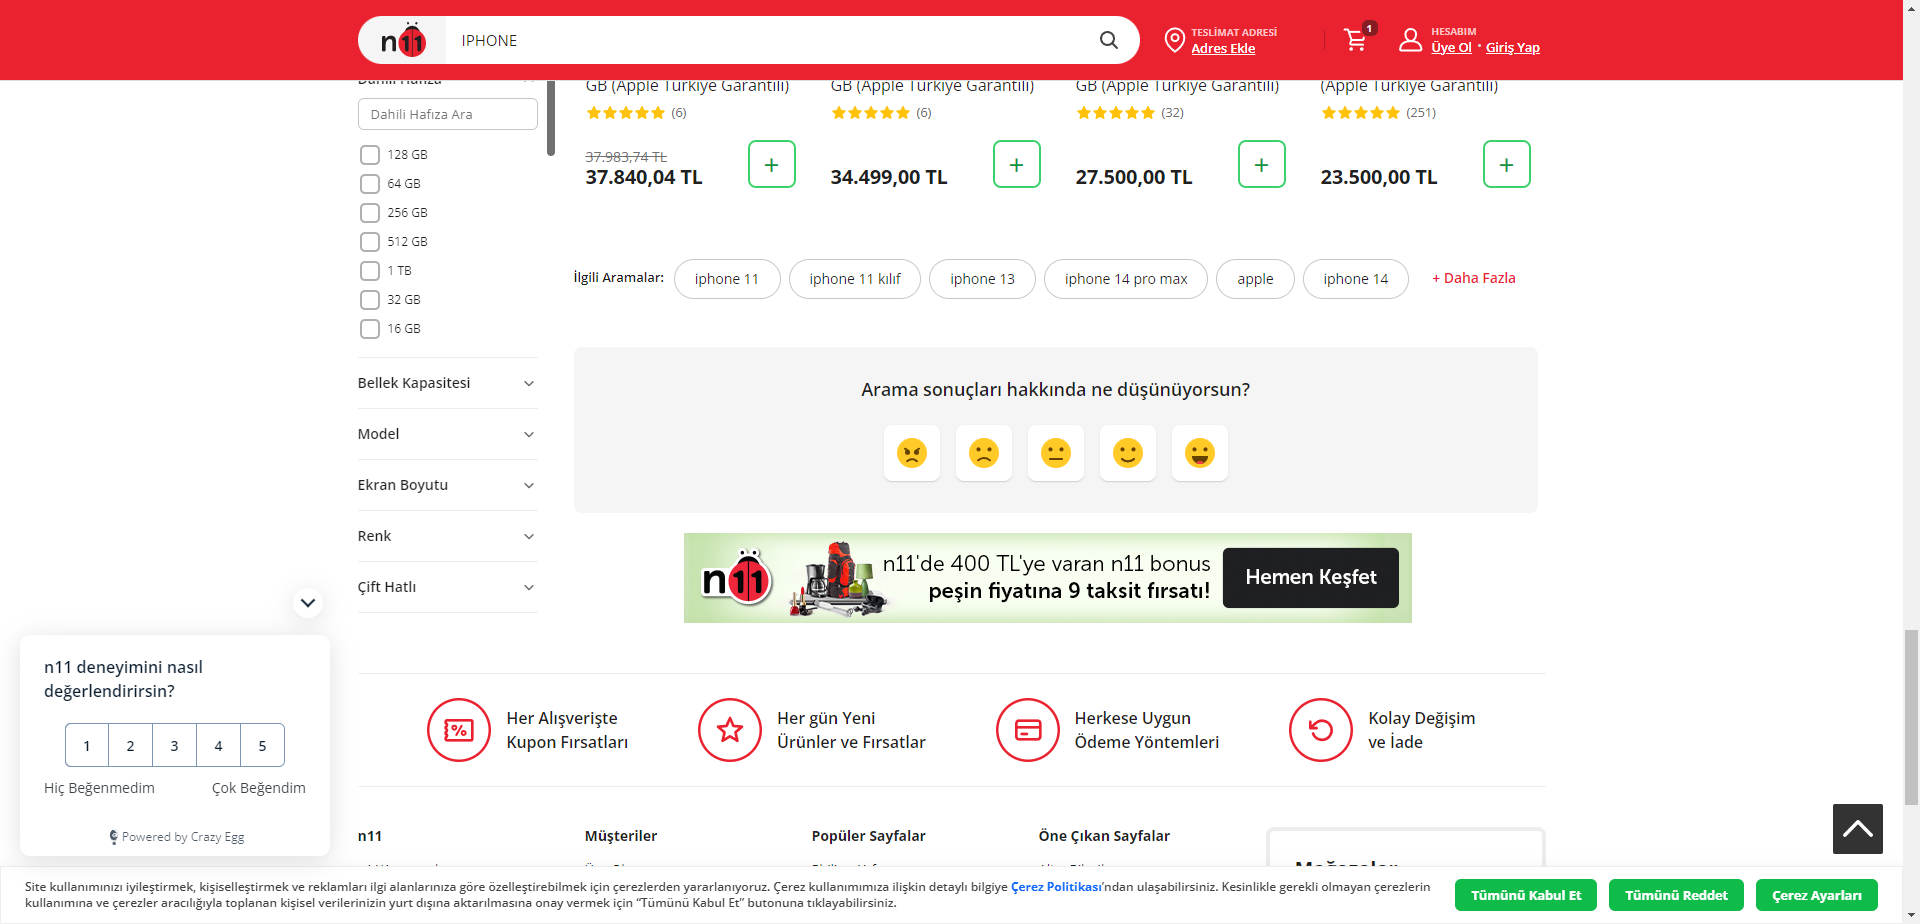 n11
IPHONE
TESLİMAT ADRESİ
Adres Ekle
1
HESABIM
Üye Ol · Giriş Yap
Dahili Hafıza
Dahili Hafıza Ara
128 GB
64 GB
256 GB
512 GB
1 TB
32 GB
16 GB
Bellek Kapasitesi
Model
Ekran Boyutu
Renk
Çift Hatlı
GB (Apple Türkiye Garantili)
(6)
37.983,74 TL
37.840,04 TL
+
GB (Apple Türkiye Garantili)
(6)
34.499,00 TL
+
GB (Apple Türkiye Garantili)
(32)
27.500,00 TL
+
(Apple Türkiye Garantili)
(251)
23.500,00 TL
+
İlgili Aramalar:
iphone 11
iphone 11 kılıf
iphone 13
iphone 14 pro max
apple
iphone 14
+ Daha Fazla
Arama sonuçları hakkında ne düşünüyorsun?
n11
n11'de 400 TL'ye varan n11 bonus
peşin fiyatına 9 taksit fırsatı!
Hemen Keşfet
n11 deneyimini nasıl
değerlendirirsin?
1 2 3 4 5
Hiç Beğenmedim
Çok Beğendim
Powered by Crazy Egg
Her Alışverişte
Kupon Fırsatları
Her gün Yeni
Ürünler ve Fırsatlar
Herkese Uygun
Ödeme Yöntemleri
Kolay Değişim
ve İade
n11
Müşteriler
Popüler Sayfalar
Öne Çıkan Sayfalar
Mağazalar
Site kullanımınızı iyileştirmek, kişiselleştirmek ve reklamları ilgi alanlarınıza göre özelleştirebilmek için çerezlerden yararlanıyoruz. Çerez kullanımımıza ilişkin detaylı bilgiye Çerez Politikası’ndan ulaşabilirsiniz. Kesinlikle gerekli olmayan çerezlerin
kullanımına ve çerezler aracılığıyla toplanan kişisel verilerinizin yurt dışına aktarılmasına onay vermek için “Tümünü Kabul Et” butonuna tıklayabilirsiniz.
Tümünü Kabul Et
Tümünü Reddet
Çerez Ayarları